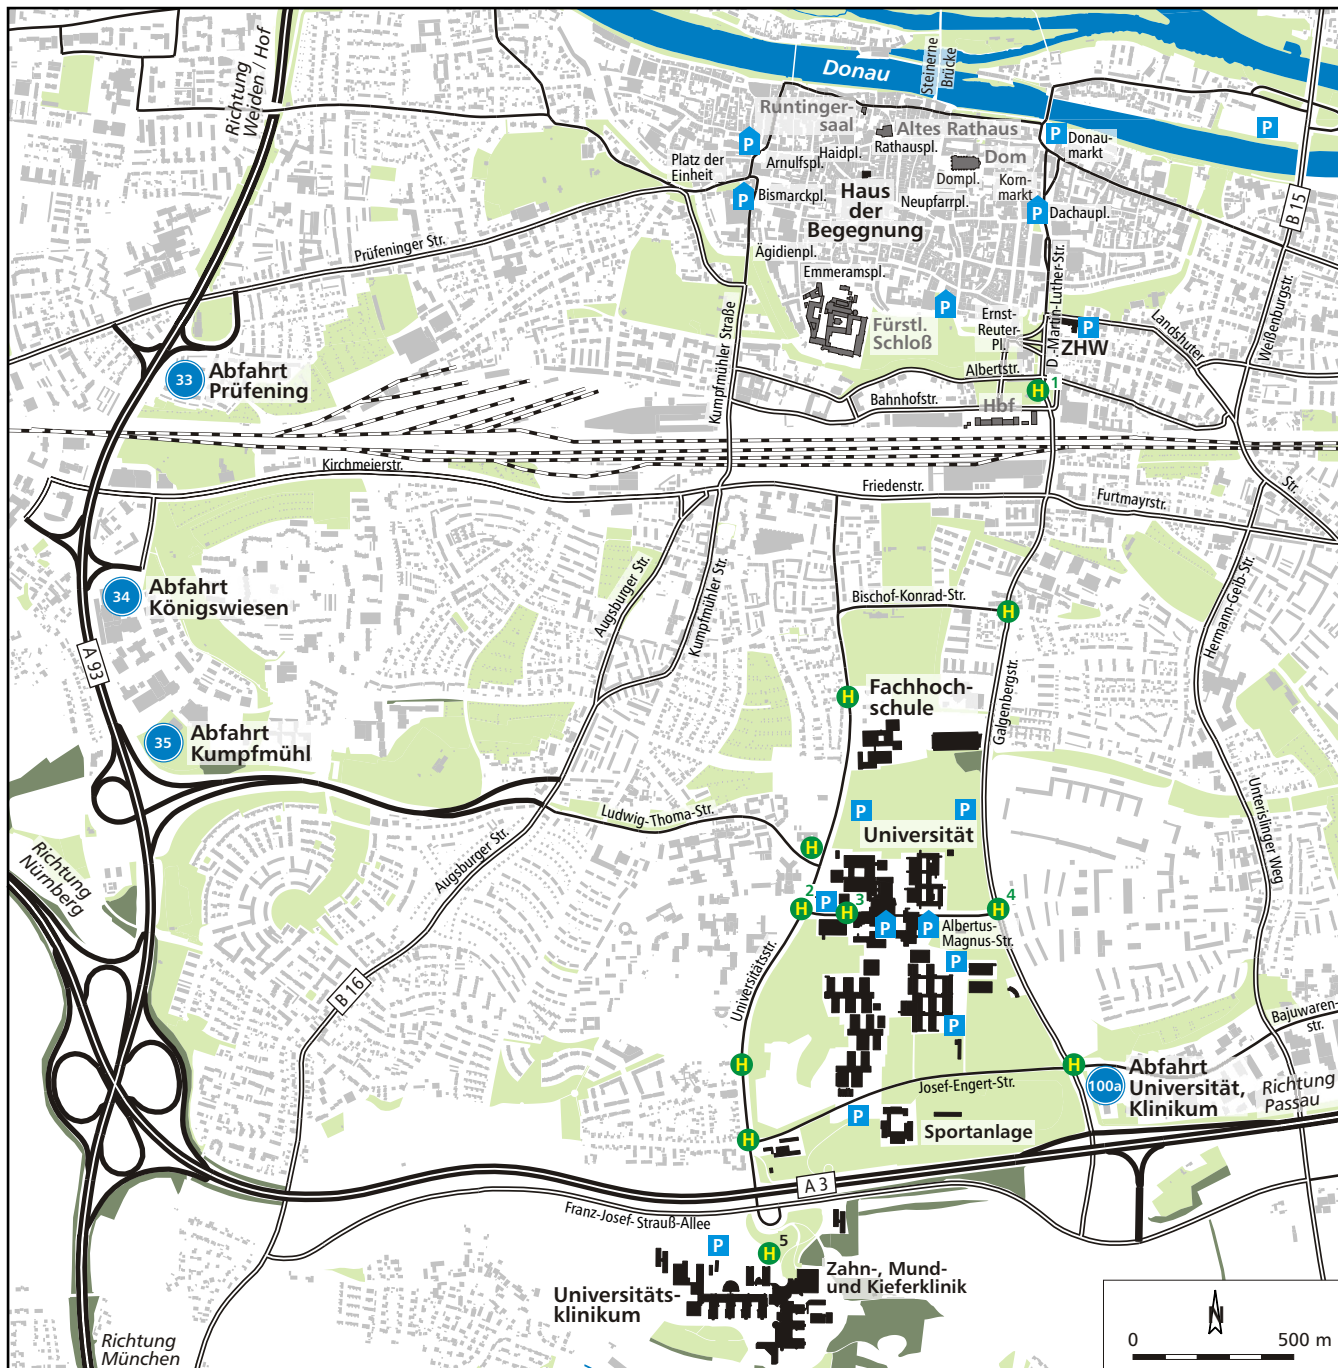 Richtung
Weiden / Hof
Donau
Steinerne
Brücke
Runtinger-
saal
Altes Rathaus
Rathauspl.
Haidpl.
Arnulfspl.
Platz der
Einheit
Bismarckpl.
P
P
P
P
P
Donau-
markt
Dom
Dompl.
Korn-
markt
Haus
der
Begegnung
Neupfarrpl.
Dachaupl.
B 15
Prüfeninger Str.
Ägidienpl.
Emmeramspl.
Fürstl.
Schloß
P
Ernst-
Reuter-
Pl.
P
ZHW
D.-Martin-Luther-Str.
Landshuter
Str.
Weißenburgstr.
Kumpfmühler Straße
33
Abfahrt
Prüfening
Albertstr.
Bahnhofstr.
Hbf
H
1
Kirchmeierstr.
Friedenstr.
Furtmayrstr.
34
Abfahrt
Königswiesen
Augsburger Str.
Kumpfmühler Str.
Bischof-Konrad-Str.
H
Hermann-Geib-Str.
A 93
Fachhoch-
schule
H
Galgenbergstr.
35
Abfahrt
Kumpfmühl
Ludwig-Thoma-Str.
P
P
Universität
Unterislinger Weg
Augsburger Str.
H
2
H
P
3
H
P
P
4
H
Albertus-
Magnus-Str.
P
P
Richtung
Nürnberg
Universitätsstr.
B 16
Bajuwaren-
str.
H
H
Josef-Engert-Str.
100a
Abfahrt
Universität,
Klinikum
Richtung
Passau
P
H
Sportanlage
A 3
Franz-Josef-Strauß-Allee
P
H
5
Zahn-, Mund-
und Kieferklinik
Universitäts-
klinikum
Richtung
München
N
0
500 m